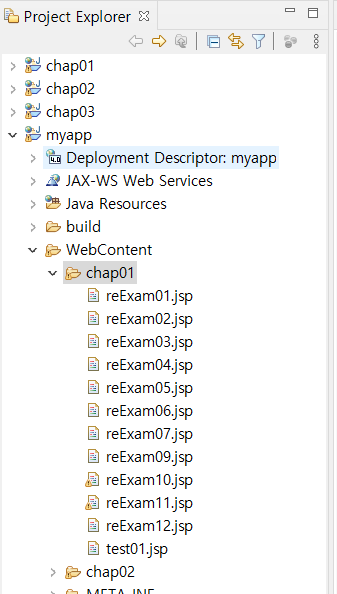 Project Explorer
chap01
chap02
chap03
myapp
Deployment Descriptor: myapp
JAX-WS Web Services
Java Resources
build
WebContent
chap01
reExam01.jsp
reExam02.jsp
reExam03.jsp
reExam04.jsp
reExam05.jsp
reExam06.jsp
reExam07.jsp
reExam09.jsp
reExam10.jsp
reExam11.jsp
reExam12.jsp
test01.jsp
chap02
META-INF